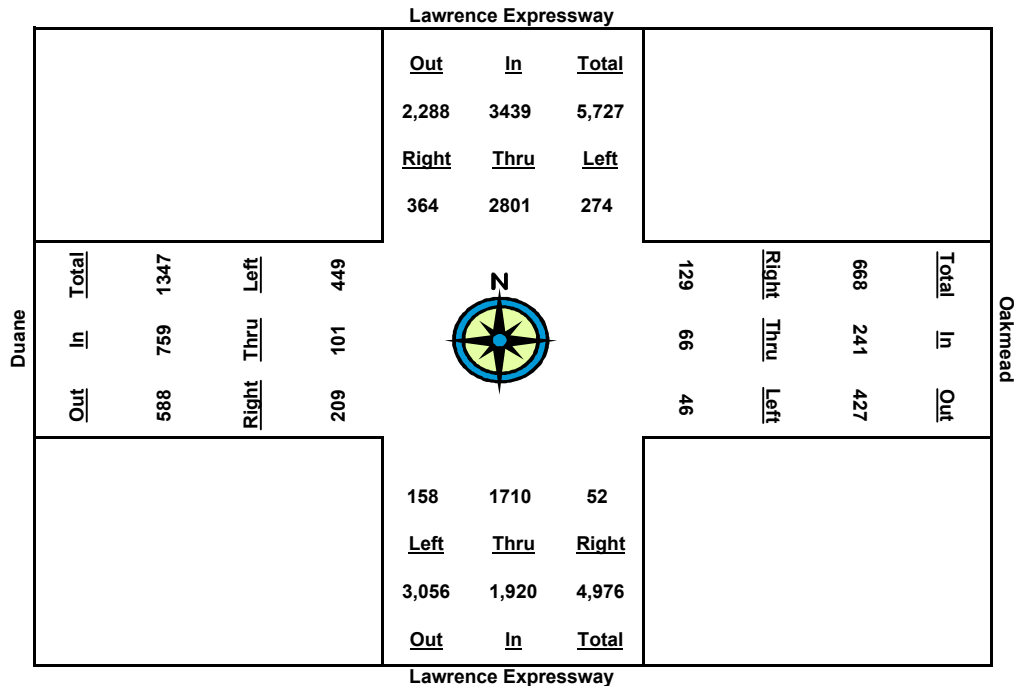 Lawrence Expressway
Out In Total
2,288 3439 5,727
Right Thru Left
364 2801 274
Duane
Total 1347 Left 449
In 759 Thru 101
Out 588 Right 209
N
129 Right 668 Total
66 Thru 241 In
46 Left 427 Out
Oakmead
158 1710 52
Left Thru Right
3,056 1,920 4,976
Out In Total
Lawrence Expressway